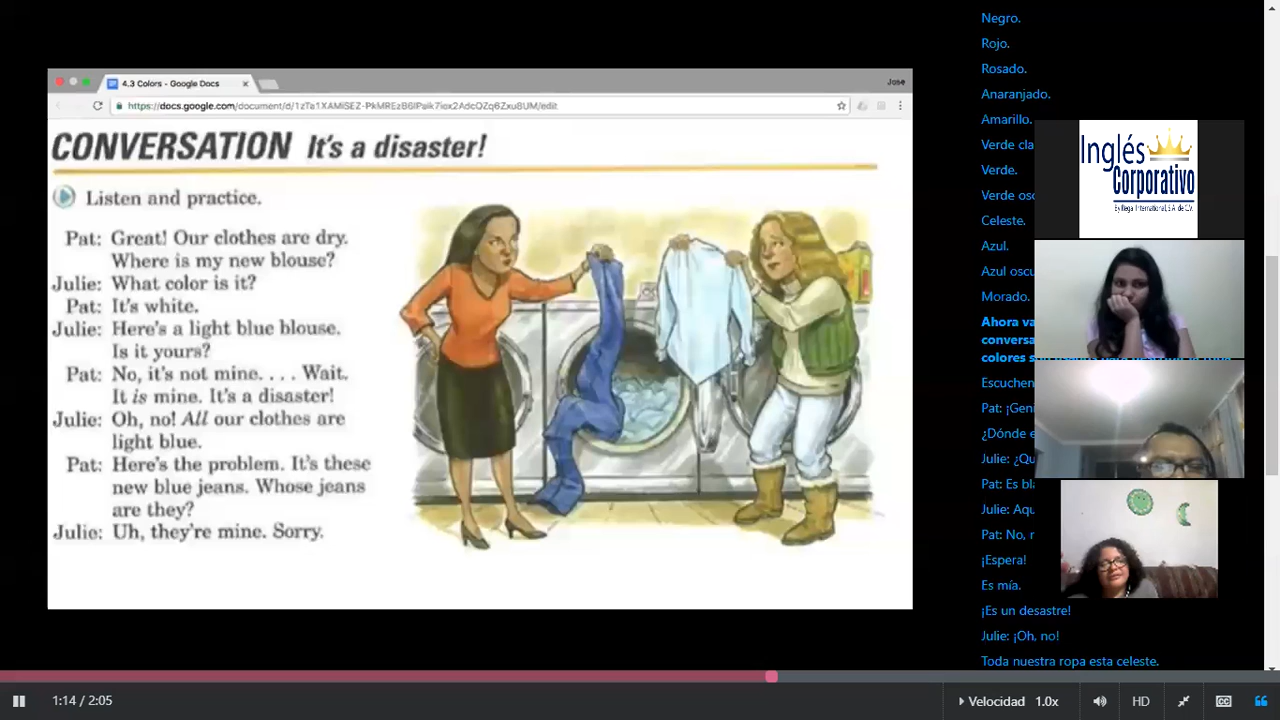 4.3 Colors - Google Docs
Jose
https://docs.google.com/document/d/
/edit
CONVERSATION It's a disaster!
Listen and practice.
Pat: Great! Our clothes are dry.
Where is my new blouse?
Julie: What color is it?
Pat: It's white.
Julie: Here's a light blue blouse.
Is it yours?
Pat: No, it's not mine. . . . Wait.
It is mine. It's a disaster!
Julie: Oh, no! All our clothes are
light blue.
Pat: Here's the problem. It's these
new blue jeans. Whose jeans
are they?
Julie: Uh, they're mine. Sorry.
Negro.
Rojo.
Rosado.
Anaranjado.
Amarillo.
Verde cla
Verde.
Verde osc
Celeste.
Azul.
Azul oscu
Morado.
Ahora va
conversa
colores
Escuchen
Pat: ¡Gen
¿Dónde e
Julie: ¿Qu
Pat: Es bla
Julie: Aqu
Pat: No, n
¡Espera!
Es mía.
¡Es un desastre!
Julie: ¡Oh, no!
Toda nuestra ropa esta celeste.
Inglés
Corporativo
1:14 / 2:05
Velocidad 1.0x
HD
CC